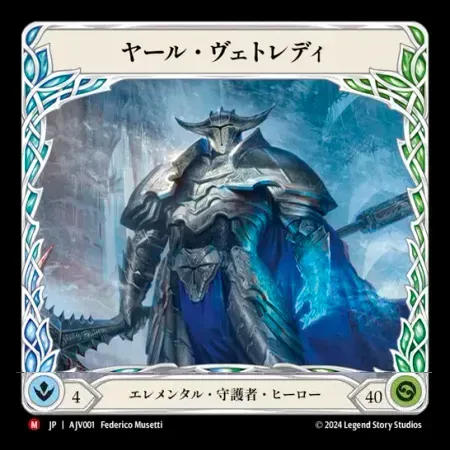 ヤール・ヴェトレディ
4
エレメンタル・守護者・ヒーロー
40
M JP | AJV001 Federico Musetti
© 2024 Legend Story Studios